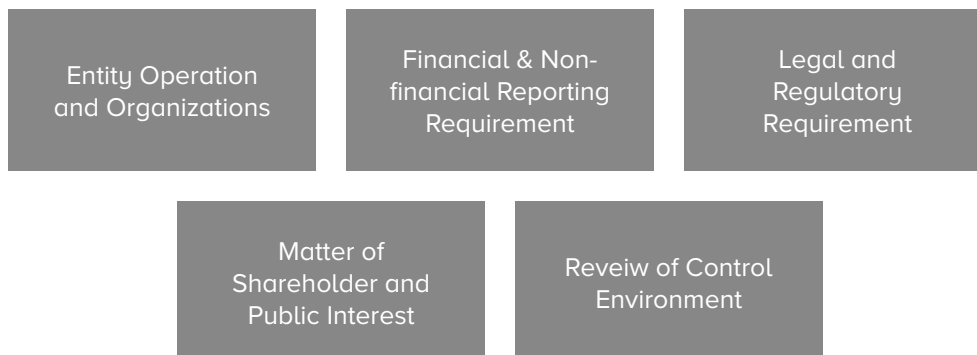 Entity Operation
and Organizations
Financial & Non-
financial Reporting
Requirement
Legal and
Regulatory
Requirement
Matter of
Shareholder and
Public Interest
Reveiw of Control
Environment